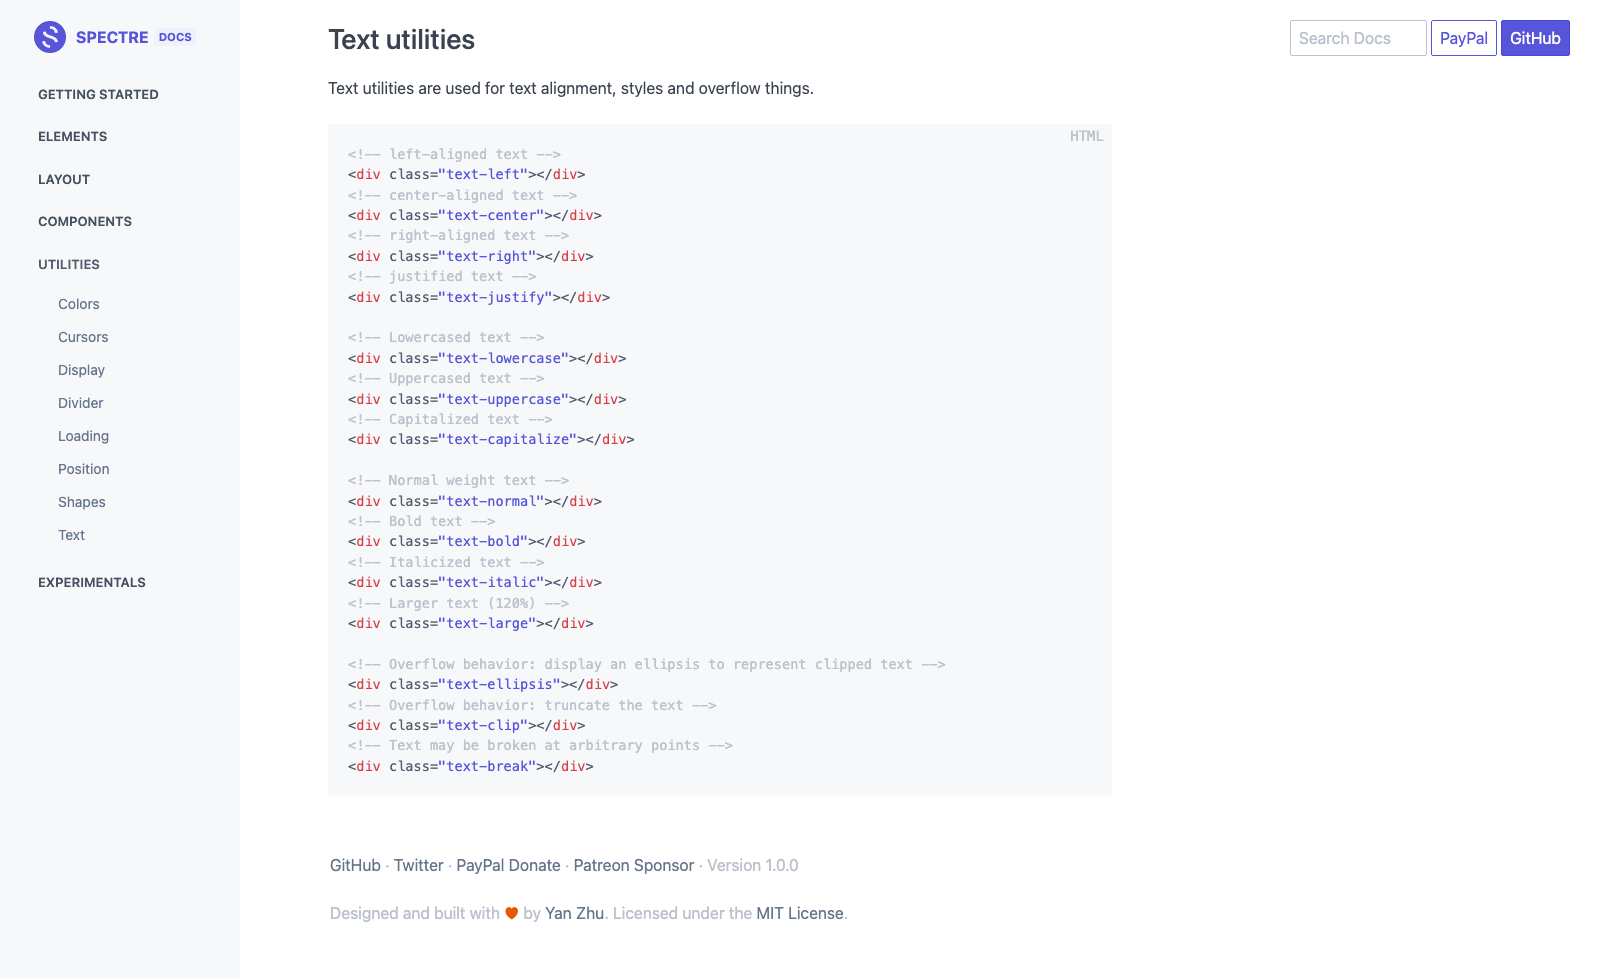 SPECTRE DOCS
GETTING STARTED
ELEMENTS
LAYOUT
COMPONENTS
UTILITIES
Colors
Cursors
Display
Divider
Loading
Position
Shapes
Text
EXPERIMENTALS
Search Docs
PayPal
GitHub
Text utilities
Text utilities are used for text alignment, styles and overflow things.
HTML
<!-- left-aligned text -->
<div class="text-left"></div>
<!-- center-aligned text -->
<div class="text-center"></div>
<!-- right-aligned text -->
<div class="text-right"></div>
<!-- justified text -->
<div class="text-justify"></div>
<!-- Lowercased text -->
<div class="text-lowercase"></div>
<!-- Uppercased text -->
<div class="text-uppercase"></div>
<!-- Capitalized text -->
<div class="text-capitalize"></div>
<!-- Normal weight text -->
<div class="text-normal"></div>
<!-- Bold text -->
<div class="text-bold"></div>
<!-- Italicized text -->
<div class="text-italic"></div>
<!-- Larger text (120%) -->
<div class="text-large"></div>
<!-- Overflow behavior: display an ellipsis to represent clipped text -->
<div class="text-ellipsis"></div>
<!-- Overflow behavior: truncate the text -->
<div class="text-clip"></div>
<!-- Text may be broken at arbitrary points -->
<div class="text-break"></div>
GitHub · Twitter · PayPal Donate · Patreon Sponsor · Version 1.0.0
Designed and built with ♥ by Yan Zhu. Licensed under the MIT License.